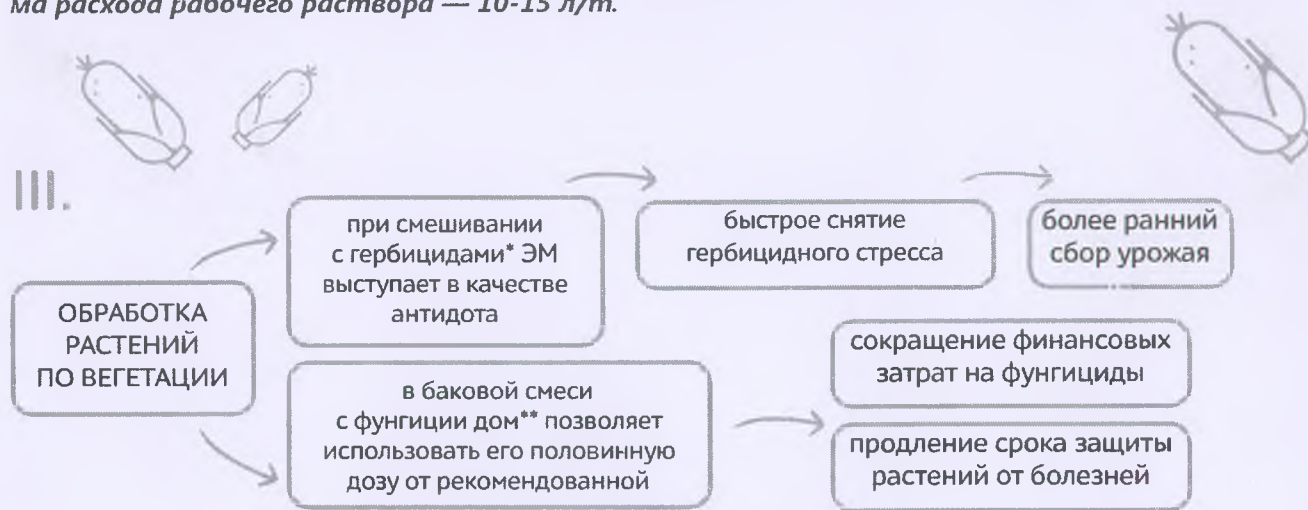 ма расхода рабочего раствора — 10-15 л/т.
III.
ОБРАБОТКА
РАСТЕНИЙ
ПО ВЕГЕТАЦИИ
при смешивании
с гербицидами* ЭМ
выступает в качестве
антидота
быстрое снятие
гербицидного стресса
более ранний
сбор урожая
в баковой смеси
с фунгици дом** позволяет
использовать его половинную
дозу от рекомендованной
сокращение финансовых
затрат на фунгициды
продление срока защиты
растений от болезней